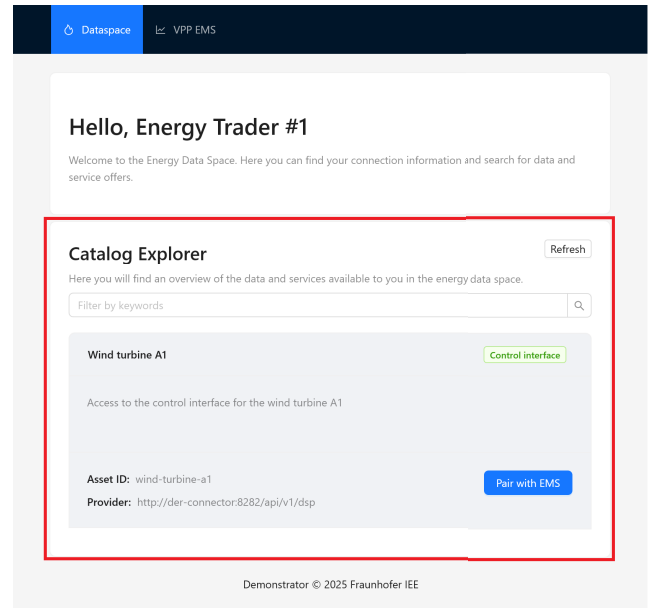 Dataspace VPP EMS
Hello, Energy Trader #1
Welcome to the Energy Data Space. Here you can find your connection information and search for data and
service offers.
Catalog Explorer
Refresh
Here you will find an overview of the data and services available to you in the energy data space.
Filter by keywords
Wind turbine A1
Control interface
Access to the control interface for the wind turbine A1
Asset ID: wind-turbine-a1
Pair with EMS
Provider: http://der-connector:8282/api/v1/dsp
Demonstrator © 2025 Fraunhofer IEE